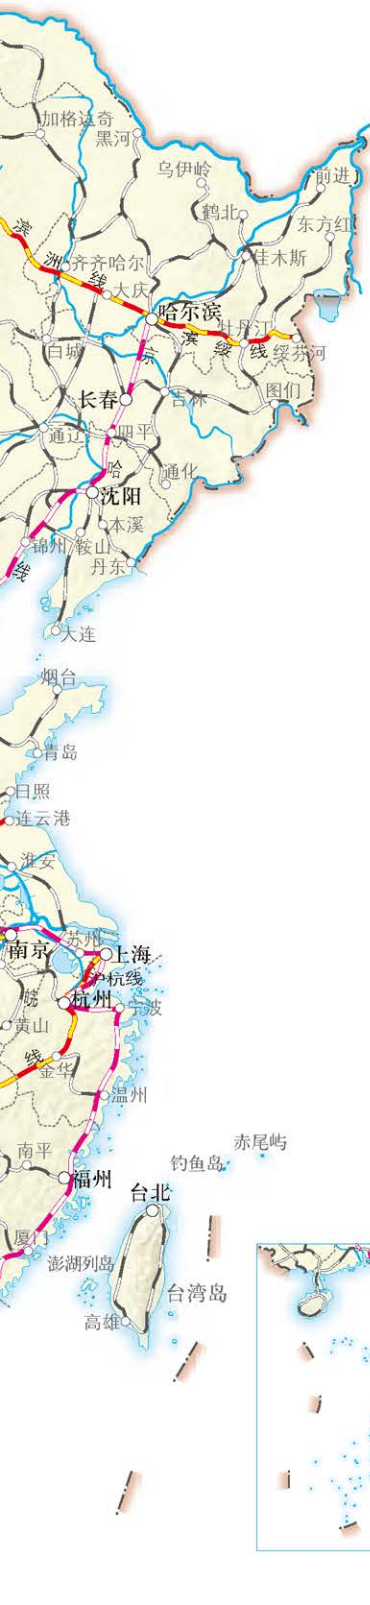 加格达奇
黑河
乌伊岭
前进
鹤北
东方红
滨
洲
线
齐齐哈尔
佳木斯
大庆
哈尔滨
牡丹江
滨
绥
线
绥芬河
京
白城
长春
吉林
图们
通辽
四平
哈
通化
沈阳
本溪
锦州
鞍山
线
丹东
大连
烟台
青岛
日照
连云港
淮安
南京
苏州
上海
沪杭线
皖
杭州
宁波
黄山
线
金华
温州
赤尾屿
南平
钓鱼岛
福州
台北
厦门
澎湖列岛
台湾岛
高雄